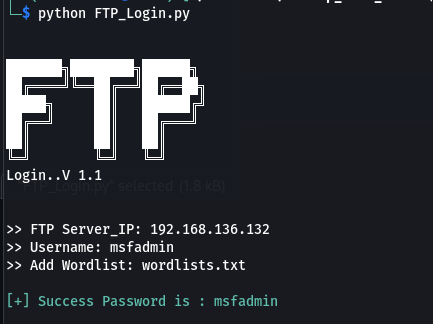 $ python FTP_Login.py
FTP
Login..V 1.1
FTP_Login.py" selected (1.8 kB)
>> FTP Server_IP: 192.168.136.132
>> Username: msfadmin
>> Add Wordlist: wordlists.txt
[+] Success Password is : msfadmin